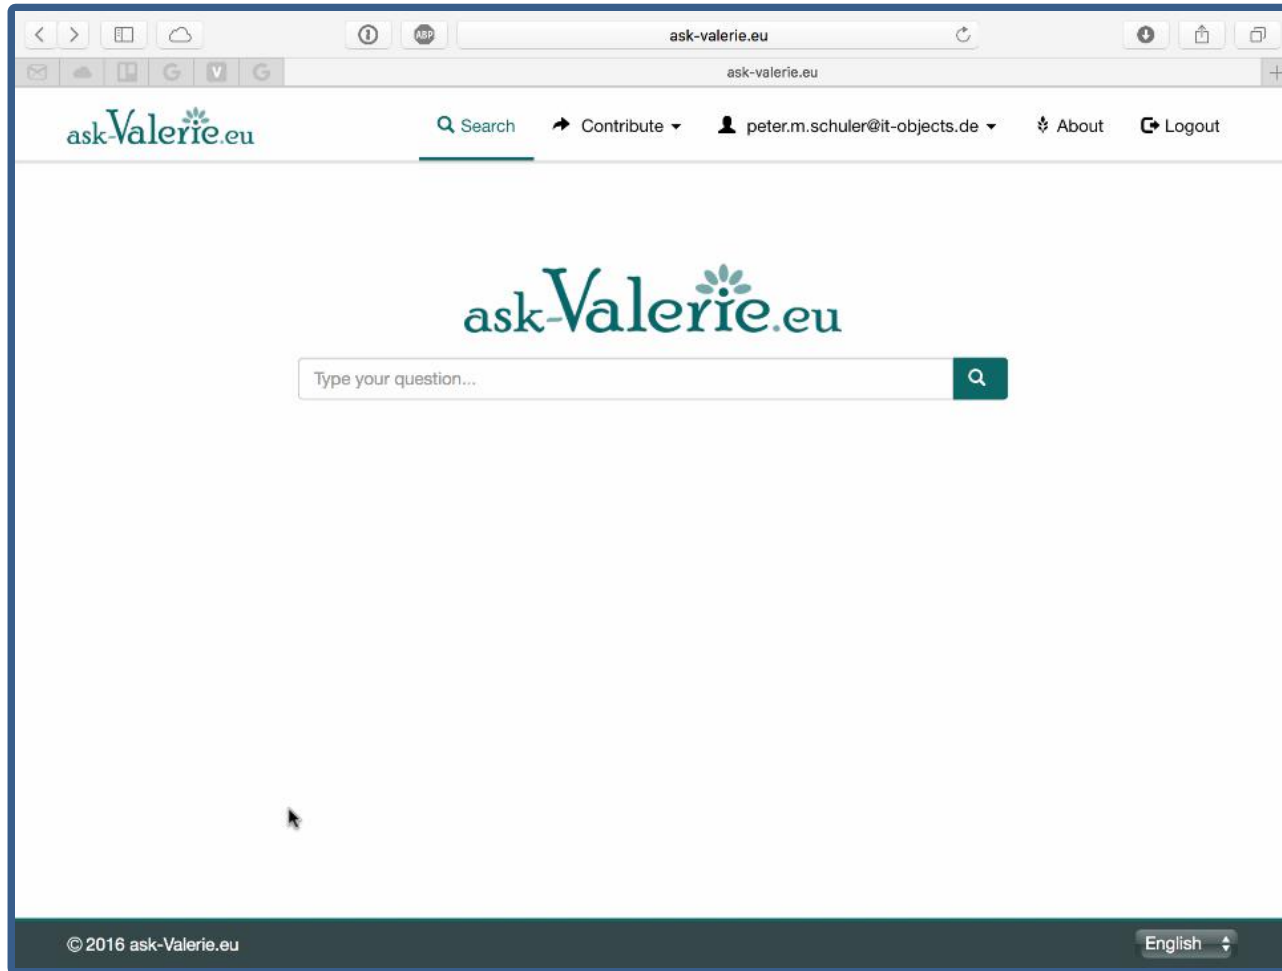 ABP
ask-valerie.eu
G V G
ask-valerie.eu
ask-Valerie.eu
Search Contribute peter.m.schuler@it-objects.de About Logout
ask-Valerie.eu
Type your question...
© 2016 ask-Valerie.eu
English